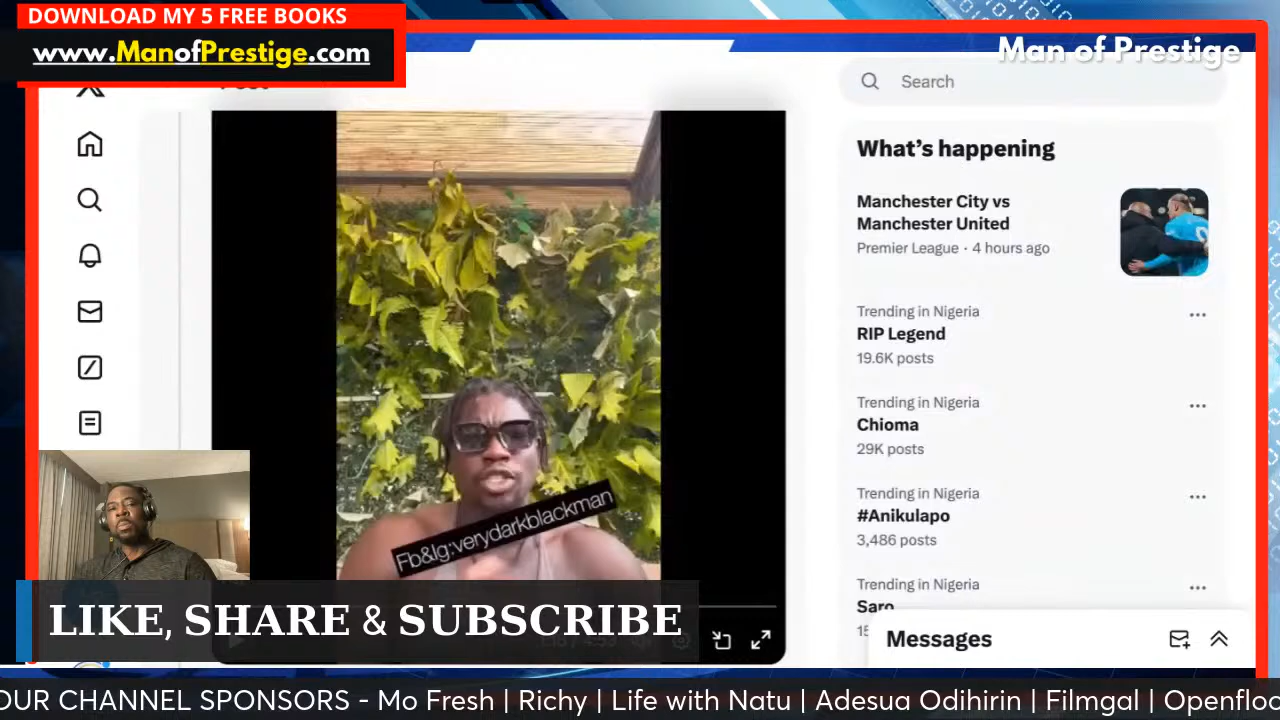 DOWNLOAD MY 5 FREE BOOKS
www.ManofPrestige.com
Man of Prestige
Search
What's happening
Manchester City vs
Manchester United
Premier League · 4 hours ago
Trending in Nigeria
RIP Legend
19.6K posts
Trending in Nigeria
Chioma
29K posts
Trending in Nigeria
#Anikulapo
3,486 posts
Trending in Nigeria
Saro
Fb&Ig:verydarkblackman
LIKE, SHARE & SUBSCRIBE
Messages
OUR CHANNEL SPONSORS - Mo Fresh | Richy | Life with Natu | Adesua Odihirin | Filmgal | Openfloo